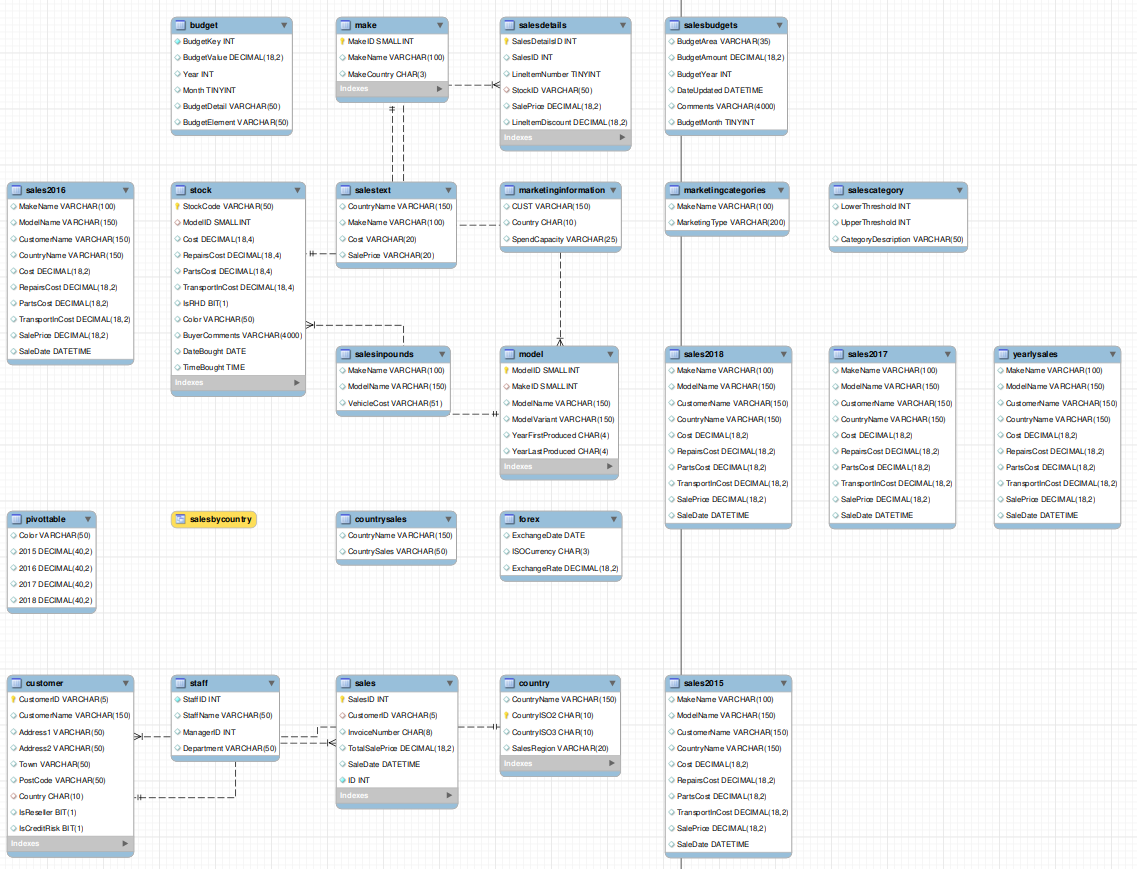 budget
BudgetKey INT
BudgetValue DECIMAL(18,2)
Year INT
Month TINYINT
BudgetDetail VARCHAR(50)
BudgetElement VARCHAR(50)
make
MakeID SMALLINT
MakeName VARCHAR(100)
MakeCountry CHAR(3)
Indexes
salesdetails
SalesDetailsID INT
SalesID INT
LineItemNumber TINYINT
StockID VARCHAR(50)
SalePrice DECIMAL(18,2)
LineItemDiscount DECIMAL(18,2)
Indexes
salesbudgets
BudgetArea VARCHAR(35)
BudgetAmount DECIMAL(18,2)
BudgetYear INT
DateUpdated DATETIME
Comments VARCHAR(4000)
BudgetMonth TINYINT
sales2016
MakeName VARCHAR(100)
ModelName VARCHAR(150)
CustomerName VARCHAR(150)
CountryName VARCHAR(150)
Cost DECIMAL(18,2)
RepairsCost DECIMAL(18,2)
PartsCost DECIMAL(18,2)
TransportInCost DECIMAL(18,2)
SalePrice DECIMAL(18,2)
SaleDate DATETIME
stock
StockCode VARCHAR(50)
ModelID SMALLINT
Cost DECIMAL(18,4)
RepairsCost DECIMAL(18,4)
PartsCost DECIMAL(18,4)
TransportInCost DECIMAL(18,4)
IsRHD BIT(1)
Color VARCHAR(50)
BuyerComments VARCHAR(4000)
DateBought DATE
TimeBought TIME
Indexes
salestext
CountryName VARCHAR(150)
MakeName VARCHAR(100)
Cost VARCHAR(20)
SalePrice VARCHAR(20)
marketinginformation
CUST VARCHAR(150)
Country CHAR(10)
SpendCapacity VARCHAR(25)
marketingcategories
MakeName VARCHAR(100)
MarketingType VARCHAR(200)
salescategory
LowerThreshold INT
UpperThreshold INT
CategoryDescription VARCHAR(50)
salesinpounds
MakeName VARCHAR(100)
ModelName VARCHAR(150)
VehicleCost VARCHAR(51)
model
ModelID SMALLINT
MakeID SMALLINT
ModelName VARCHAR(150)
ModelVariant VARCHAR(150)
YearFirstProduced CHAR(4)
YearLastProduced CHAR(4)
Indexes
sales2018
MakeName VARCHAR(100)
ModelName VARCHAR(150)
CustomerName VARCHAR(150)
CountryName VARCHAR(150)
Cost DECIMAL(18,2)
RepairsCost DECIMAL(18,2)
PartsCost DECIMAL(18,2)
TransportInCost DECIMAL(18,2)
SalePrice DECIMAL(18,2)
SaleDate DATETIME
sales2017
MakeName VARCHAR(100)
ModelName VARCHAR(150)
CustomerName VARCHAR(150)
CountryName VARCHAR(150)
Cost DECIMAL(18,2)
RepairsCost DECIMAL(18,2)
PartsCost DECIMAL(18,2)
TransportInCost DECIMAL(18,2)
SalePrice DECIMAL(18,2)
SaleDate DATETIME
yearlysales
MakeName VARCHAR(100)
ModelName VARCHAR(150)
CustomerName VARCHAR(150)
CountryName VARCHAR(150)
Cost DECIMAL(18,2)
RepairsCost DECIMAL(18,2)
PartsCost DECIMAL(18,2)
TransportInCost DECIMAL(18,2)
SalePrice DECIMAL(18,2)
SaleDate DATETIME
pivottable
Color VARCHAR(50)
2015 DECIMAL(40,2)
2016 DECIMAL(40,2)
2017 DECIMAL(40,2)
2018 DECIMAL(40,2)
salesbycountry
countrysales
CountryName VARCHAR(150)
CountrySales VARCHAR(50)
forex
ExchangeDate DATE
ISOCurrency CHAR(3)
ExchangeRate DECIMAL(18,2)
customer
CustomerID VARCHAR(5)
CustomerName VARCHAR(150)
Address1 VARCHAR(50)
Address2 VARCHAR(50)
Town VARCHAR(50)
PostCode VARCHAR(50)
Country CHAR(10)
IsReseller BIT(1)
IsCreditRisk BIT(1)
Indexes
staff
StaffID INT
StaffName VARCHAR(50)
ManagerID INT
Department VARCHAR(50)
sales
SalesID INT
CustomerID VARCHAR(5)
InvoiceNumber CHAR(8)
TotalSalePrice DECIMAL(18,2)
SaleDate DATETIME
ID INT
Indexes
country
CountryName VARCHAR(150)
CountryISO2 CHAR(10)
CountryISO3 CHAR(10)
SalesRegion VARCHAR(20)
Indexes
sales2015
MakeName VARCHAR(100)
ModelName VARCHAR(150)
CustomerName VARCHAR(150)
CountryName VARCHAR(150)
Cost DECIMAL(18,2)
RepairsCost DECIMAL(18,2)
PartsCost DECIMAL(18,2)
TransportInCost DECIMAL(18,2)
SalePrice DECIMAL(18,2)
SaleDate DATETIME